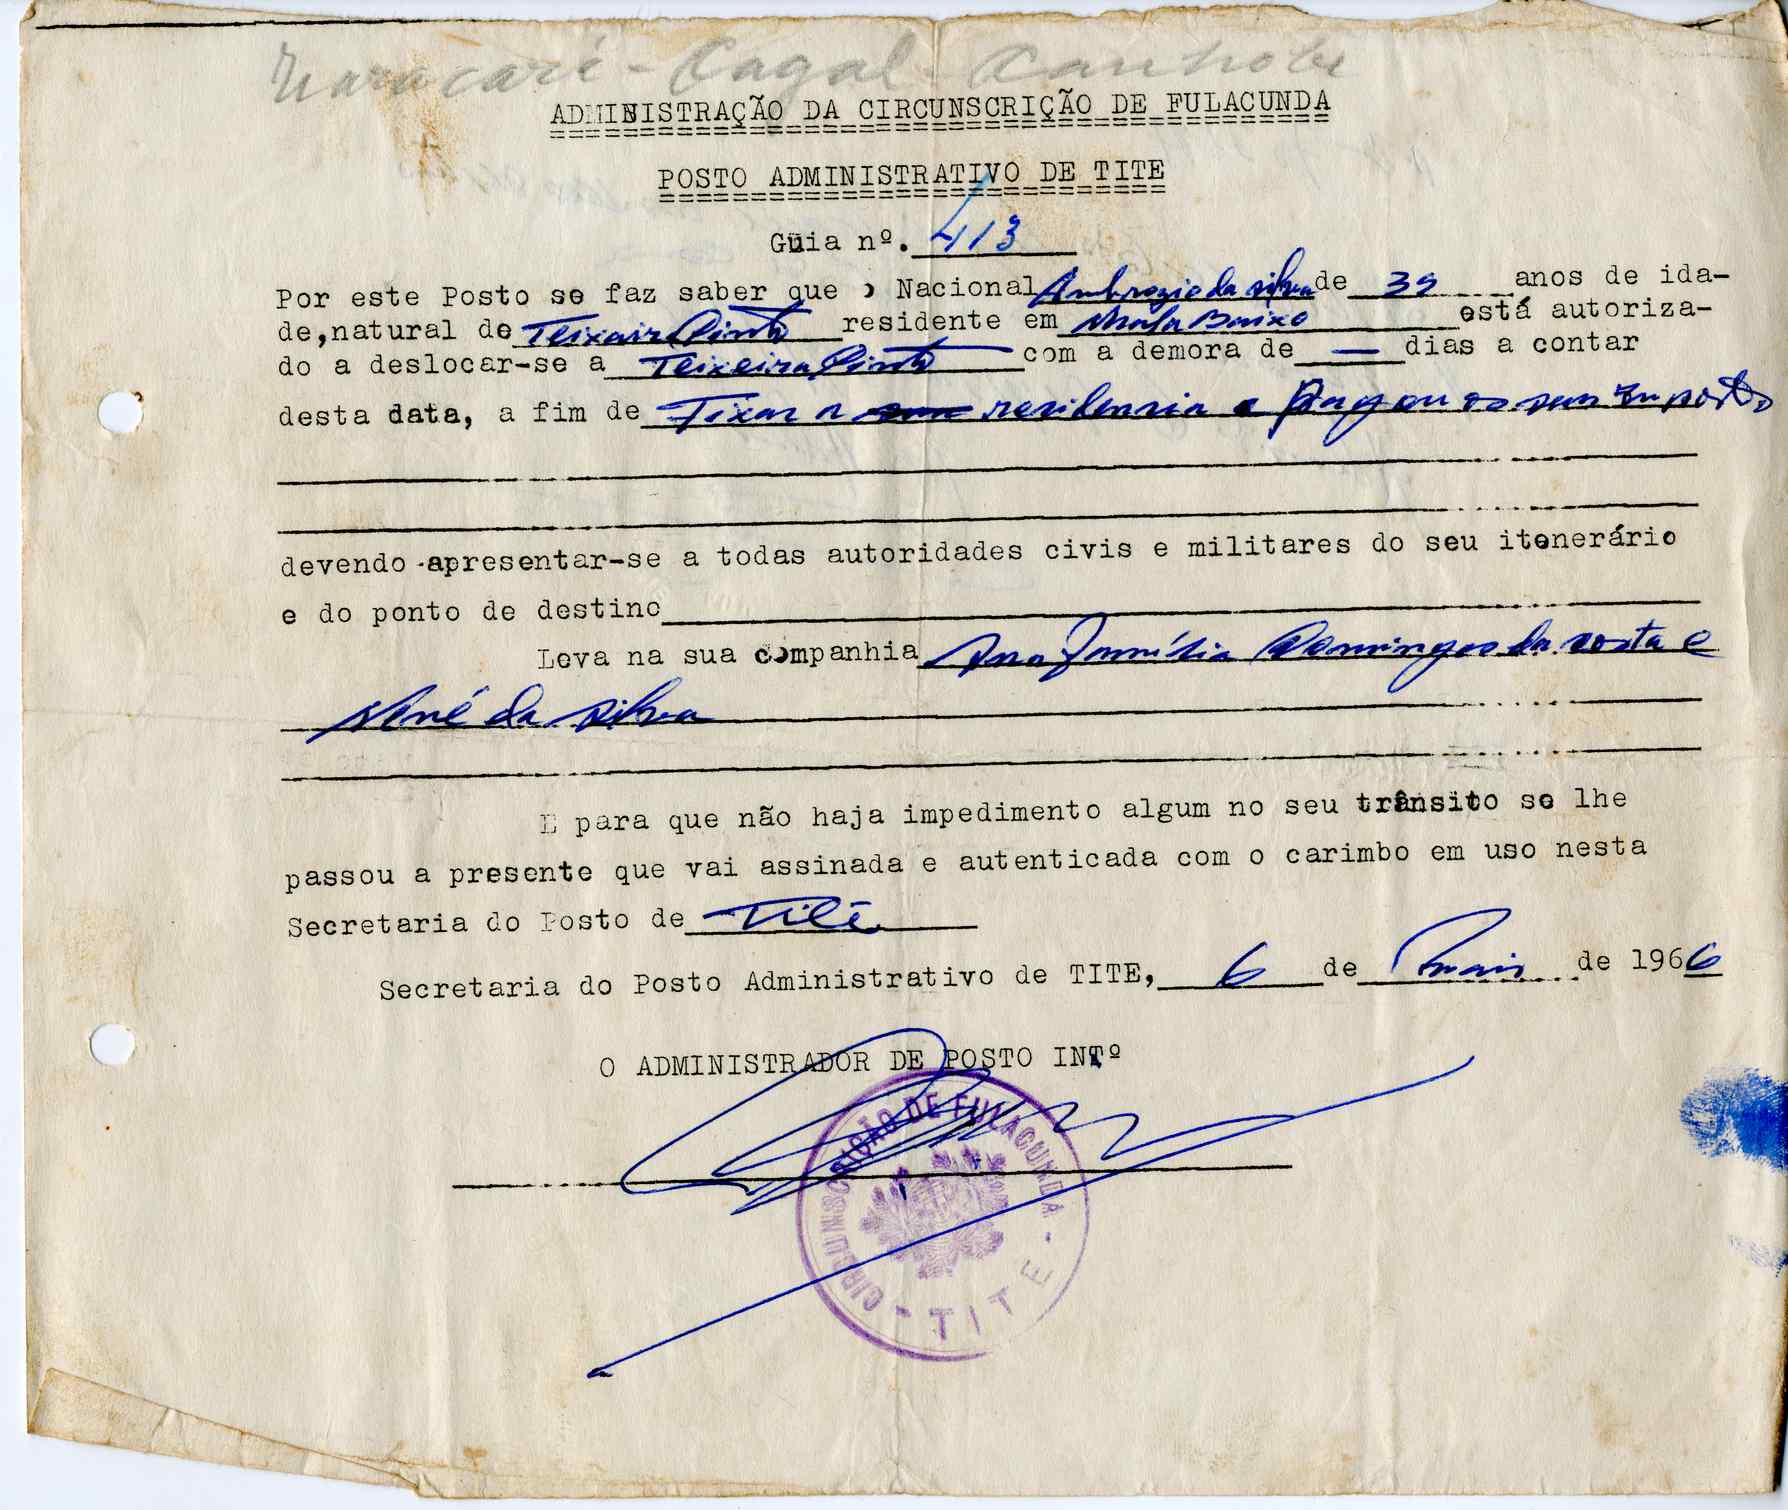 ADMINISTRAÇÃO DA CIRCUNSCRIÇÃO DE FULACUNDA
POSTO ADMINISTRATIVO DE TITE
Guia nº. 413
Por este Posto se faz saber que o Nacional Ambrozio da Silva de 39 anos de ida-
de, natural de Teixeira Pinto residente em Baixo está autoriza-
do a deslocar-se a Teixeira Pinto com a demora de — dias a contar
desta data, a fim de Fixar a residencia e pagou os seus impostos
devendo apresentar-se a todas autoridades civis e militares do seu itenerário
e do ponto de destino
Leva na sua companhia família Domingos da Costa e
da Silva
E para que não haja impedimento algum no seu trânsito se lhe
passou a presente que vai assinada e autenticada com o carimbo em uso nesta
Secretaria do Posto de Tite
Secretaria do Posto Administrativo de TITE, 6 de maio de 1966
O ADMINISTRADOR DE POSTO INTº
CIRCUNSCRIÇÃO DE FULACUNDA
- TITE -